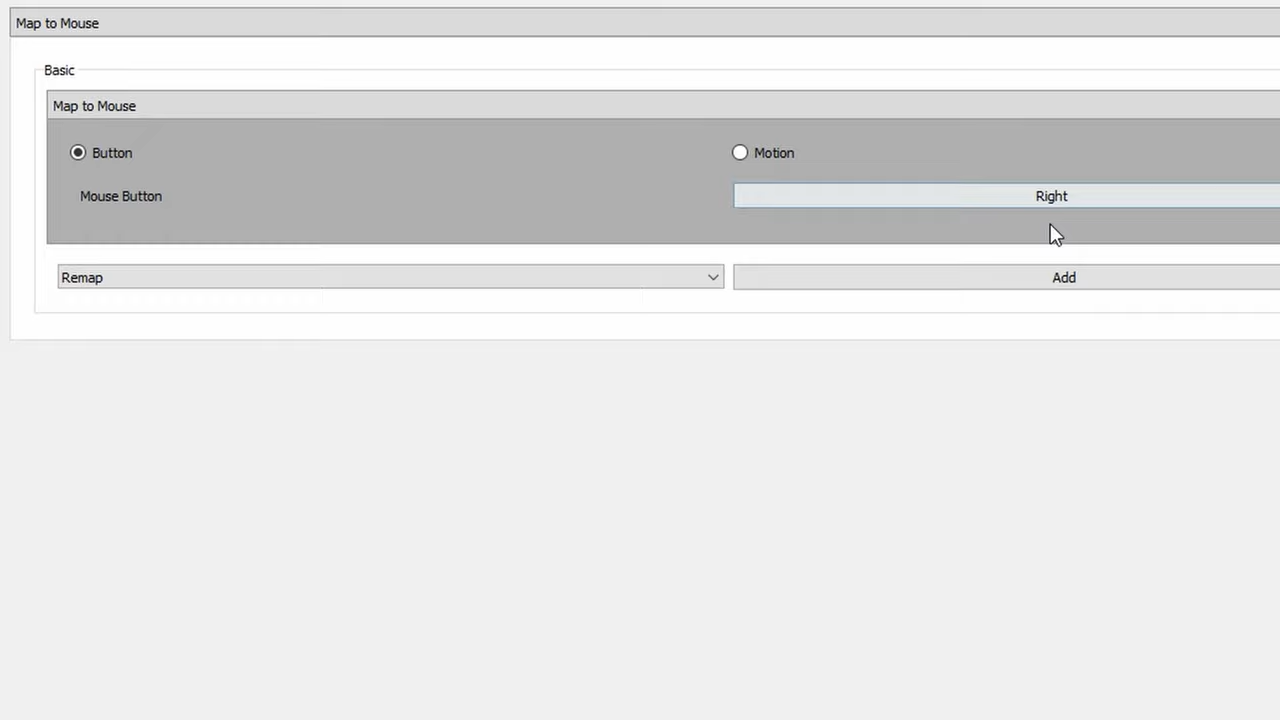 Map to Mouse
Basic
Map to Mouse
Button Motion
Mouse Button Right
Remap Add